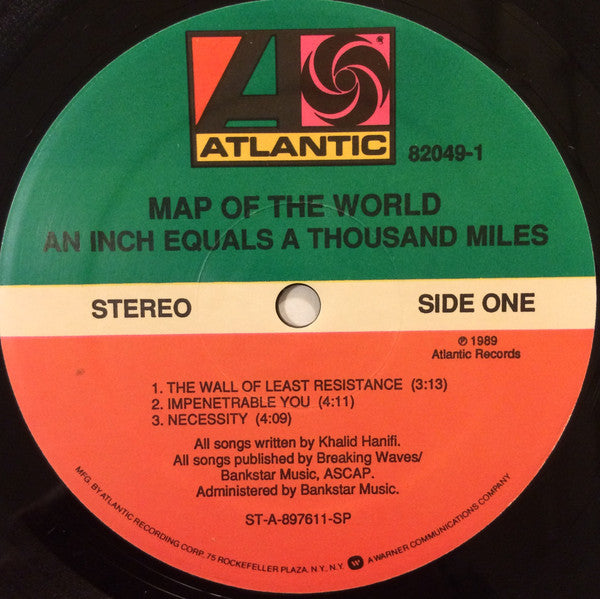 ATLANTIC
®
82049-1
MAP OF THE WORLD
AN INCH EQUALS A THOUSAND MILES
STEREO
SIDE ONE
℗ 1989
Atlantic Records
1. THE WALL OF LEAST RESISTANCE (3:13)
2. IMPENETRABLE YOU (4:11)
3. NECESSITY (4:09)
All songs written by Khalid Hanifi.
All songs published by Breaking Waves/
Bankstar Music, ASCAP.
Administered by Bankstar Music.
ST-A-897611-SP
MFG. BY ATLANTIC RECORDING CORP. 75 ROCKEFELLER PLAZA. N.Y., N.Y. W A WARNER COMMUNICATIONS COMPANY